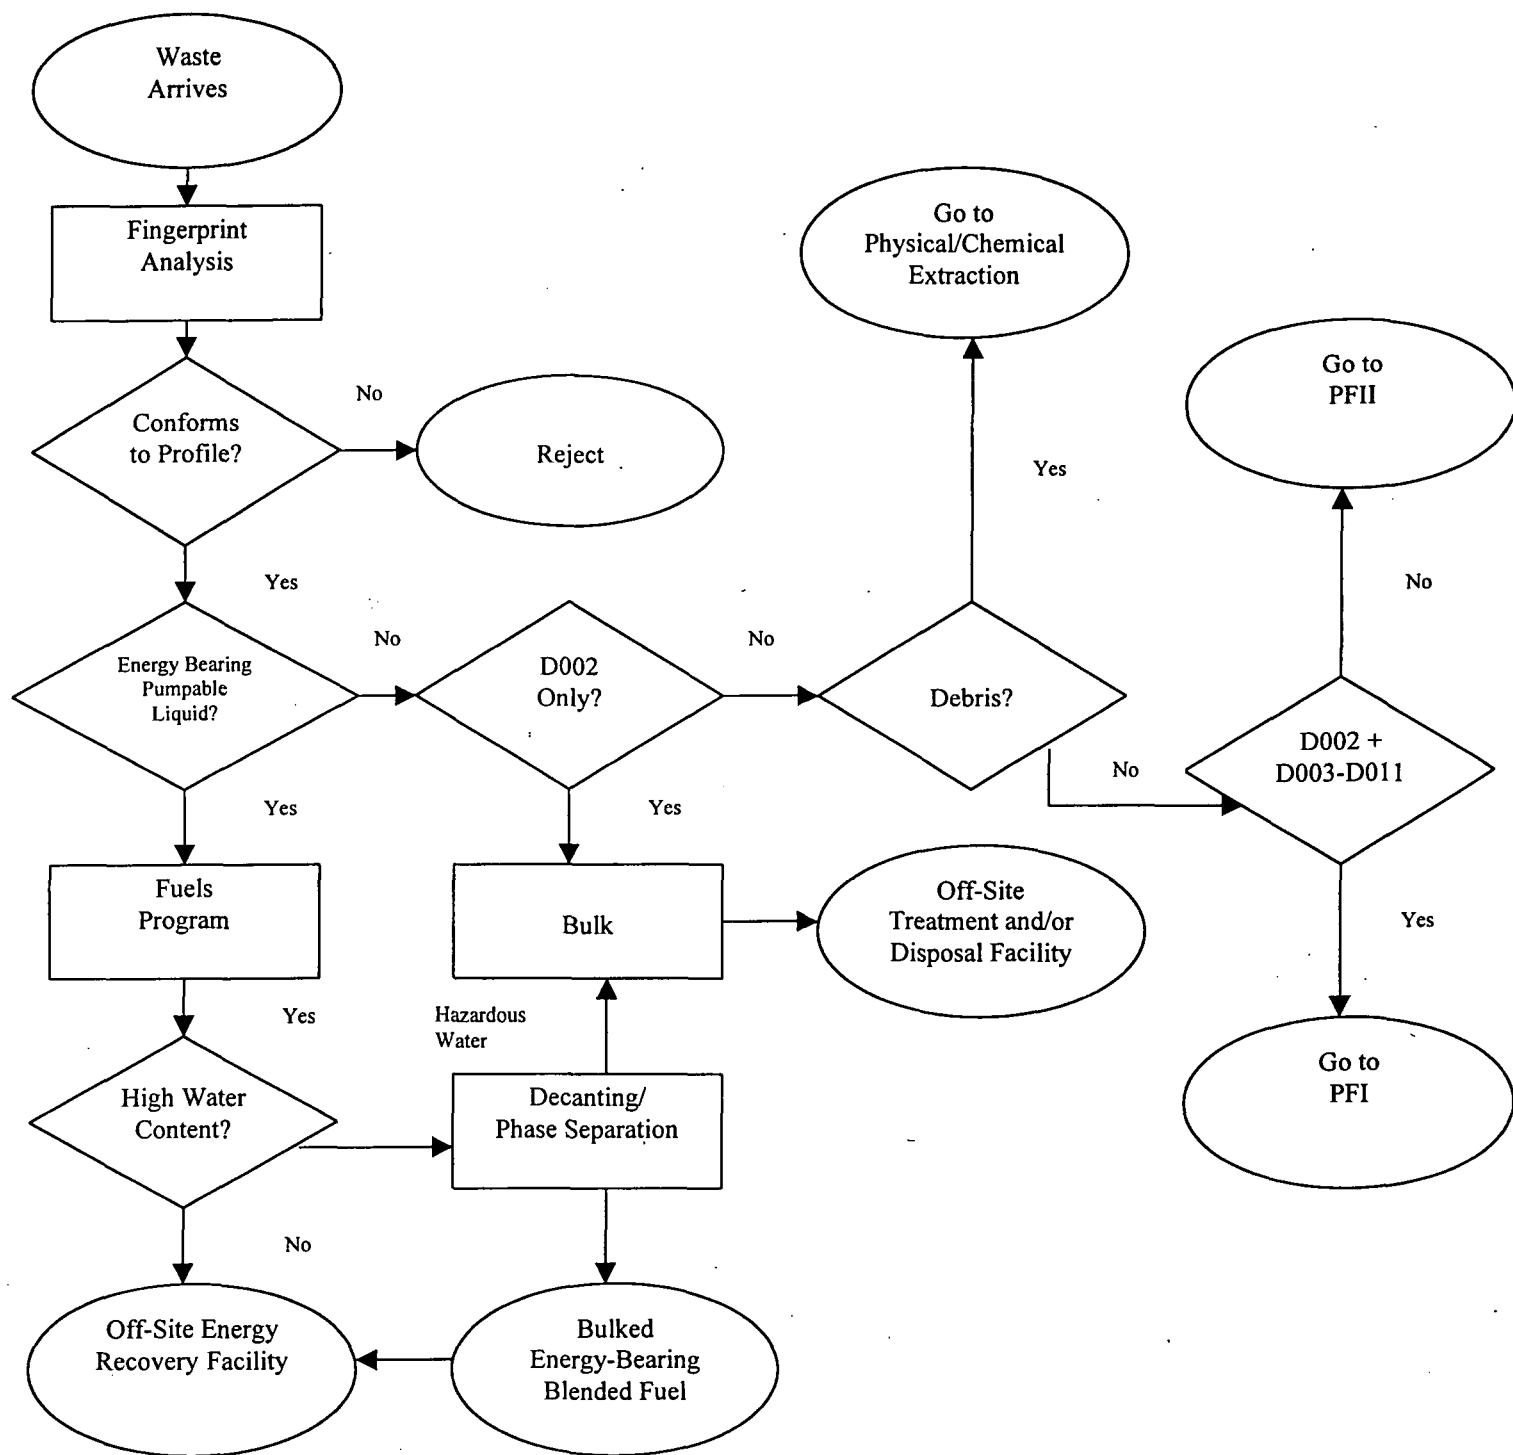 Waste
Arrives
Fingerprint
Analysis
Conforms
to Profile?
No
Reject
Yes
Energy Bearing
Pumpable
Liquid?
No
D002
Only?
No
Debris?
Yes
Go to
Physical/Chemical
Extraction
No
D002 +
D003-D011
No
Go to
PFII
Yes
Go to
PFI
Yes
Fuels
Program
Yes
Bulk
Off-Site
Treatment and/or
Disposal Facility
High Water
Content?
Yes
Hazardous
Water
Decanting/
Phase Separation
No
Off-Site Energy
Recovery Facility
Bulked
Energy-Bearing
Blended Fuel